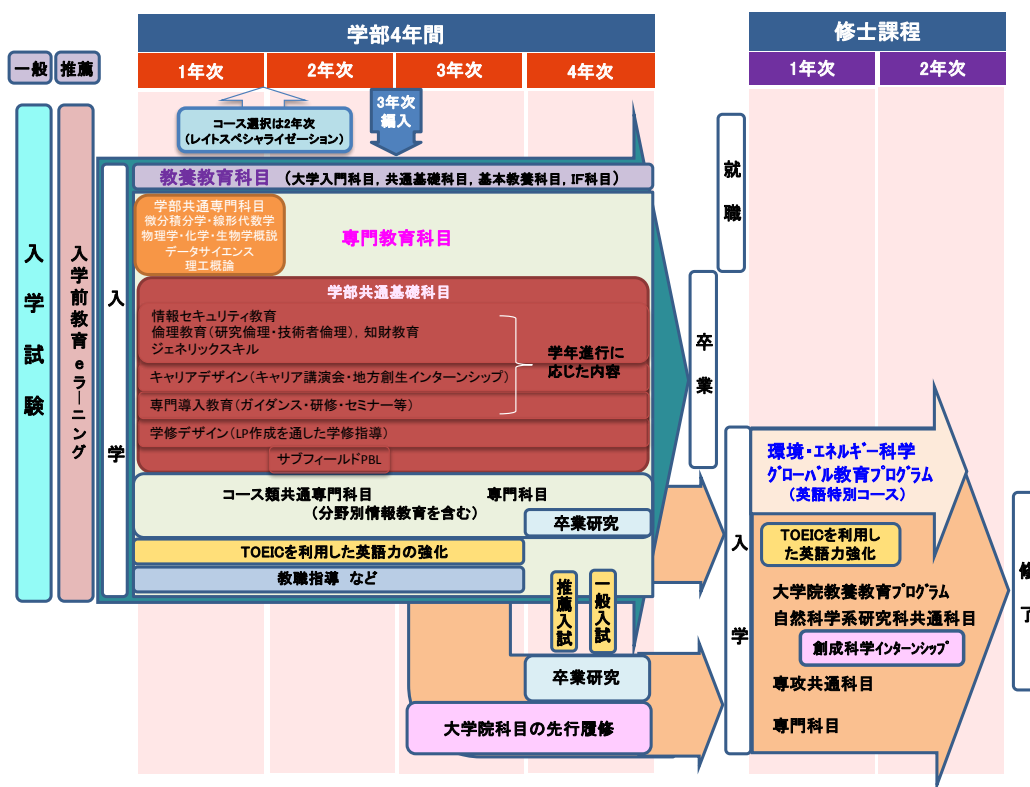 学部4年間
修士課程
一般
推薦
1年次
2年次
3年次
4年次
1年次
2年次
コース選択は2年次
(レイトスペシャライゼーション)
3年次
編入
入学試験
入学前教育 eラーニング
入学
教養教育科目 (大学入門科目, 共通基礎科目, 基本教養科目, IF科目)
学部共通専門科目
微分積分学・線形代数学
物理学・化学・生物学概説
データサイエンス
理工概論
専門教育科目
学部共通基礎科目
情報セキュリティ教育
倫理教育(研究倫理・技術者倫理), 知財教育
ジェネリックスキル
キャリアデザイン(キャリア講演会・地方創生インターンシップ)
専門導入教育(ガイダンス・研修・セミナー等)
学年進行に
応じた内容
学修デザイン(LP作成を通した学修指導)
サブフィールドPBL
コース類共通専門科目
専門科目
(分野別情報教育を含む)
卒業研究
TOEICを利用した英語力の強化
教職指導 など
推薦入試
一般入試
卒業研究
大学院科目の先行履修
就職
卒業
入学
環境・エネルギー科学
グローバル教育プログラム
(英語特別コース)
TOEICを利用し
た英語力強化
大学院教養教育プログラム
自然科学系研究科共通科目
創成科学インターンシップ
専攻共通科目
専門科目
修了